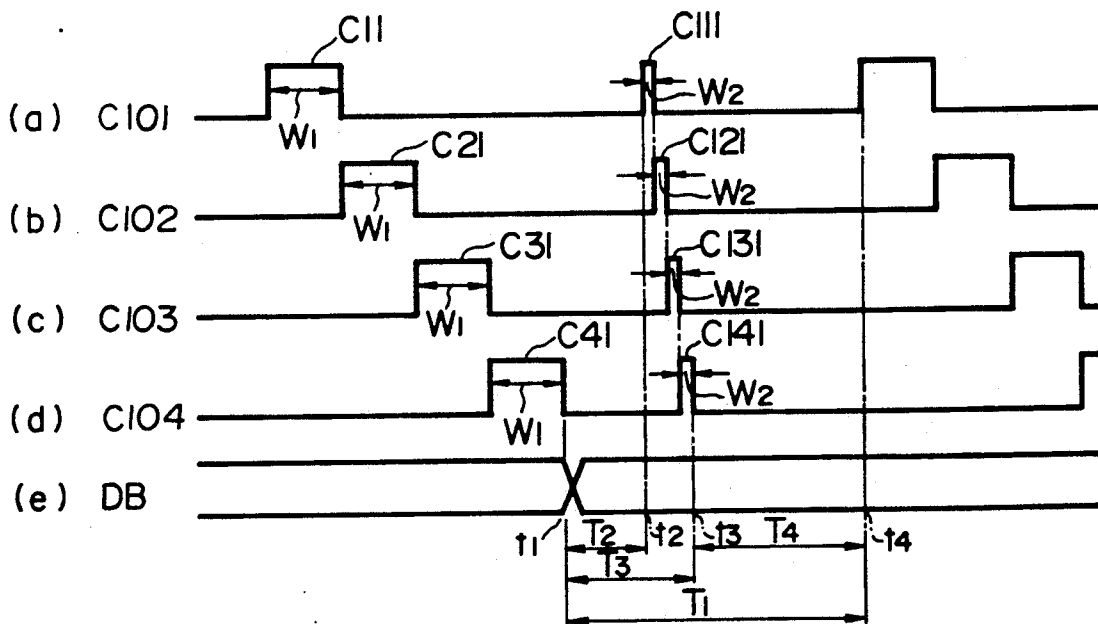 C11
C111
(a) C101
W1
W2
C21
C121
(b) C102
W1
W2
C31
C131
(c) C103
W1
W2
C41
C141
(d) C104
W1
W2
(e) DB
t1
T2
t2
t3
T4
t4
T3
T1